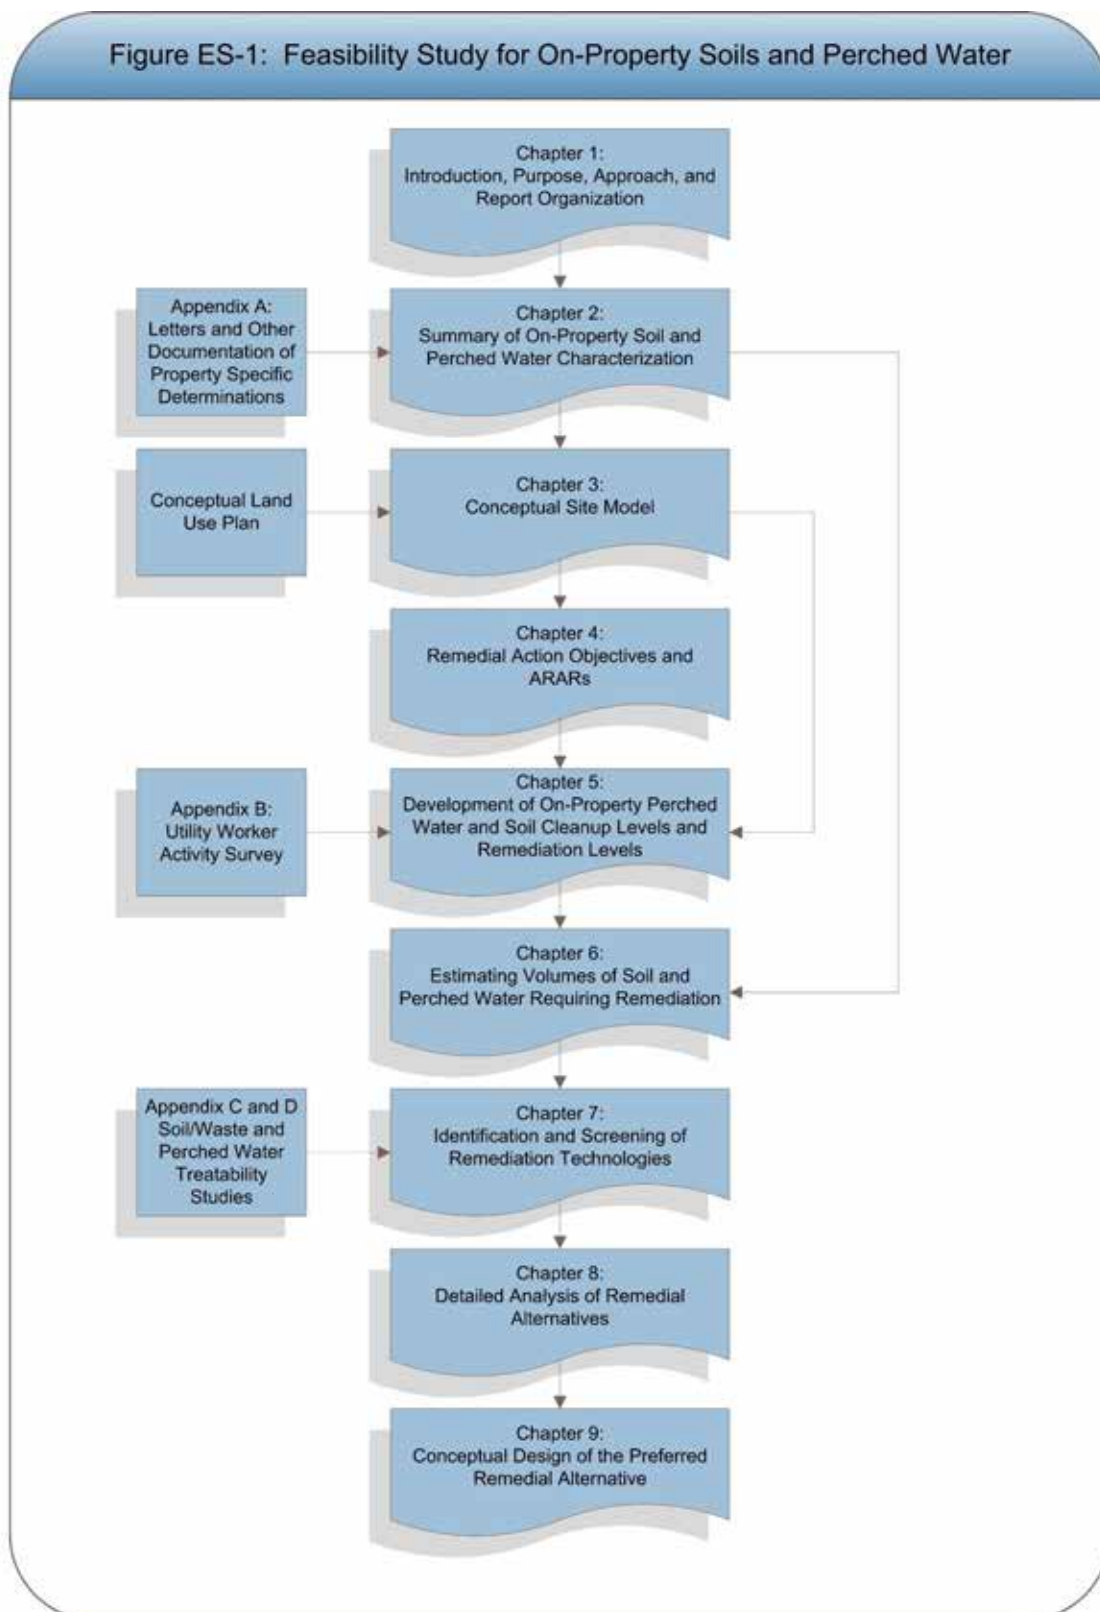 Figure ES-1: Feasibility Study for On-Property Soils and Perched Water
Chapter 1:
Introduction, Purpose, Approach, and
Report Organization
Appendix A:
Letters and Other
Documentation of
Property Specific
Determinations
Chapter 2:
Summary of On-Property Soil and
Perched Water Characterization
Conceptual Land
Use Plan
Chapter 3:
Conceptual Site Model
Chapter 4:
Remedial Action Objectives and
ARARs
Appendix B:
Utility Worker
Activity Survey
Chapter 5:
Development of On-Property Perched
Water and Soil Cleanup Levels and
Remediation Levels
Chapter 6:
Estimating Volumes of Soil and
Perched Water Requiring Remediation
Appendix C and D
Soil/Waste and
Perched Water
Treatability
Studies
Chapter 7:
Identification and Screening of
Remediation Technologies
Chapter 8:
Detailed Analysis of Remedial
Alternatives
Chapter 9:
Conceptual Design of the Preferred
Remedial Alternative